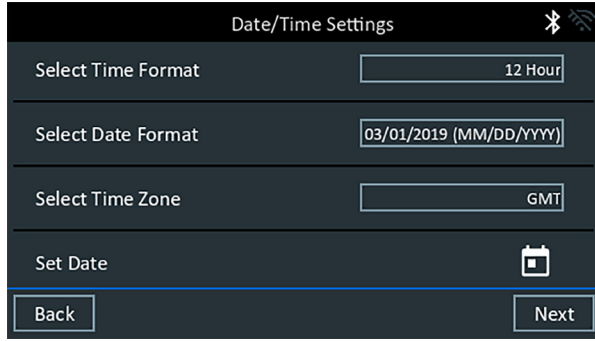 Date/Time Settings
Select Time Format 12 Hour
Select Date Format 03/01/2019 (MM/DD/YYYY)
Select Time Zone GMT
Set Date
Back Next